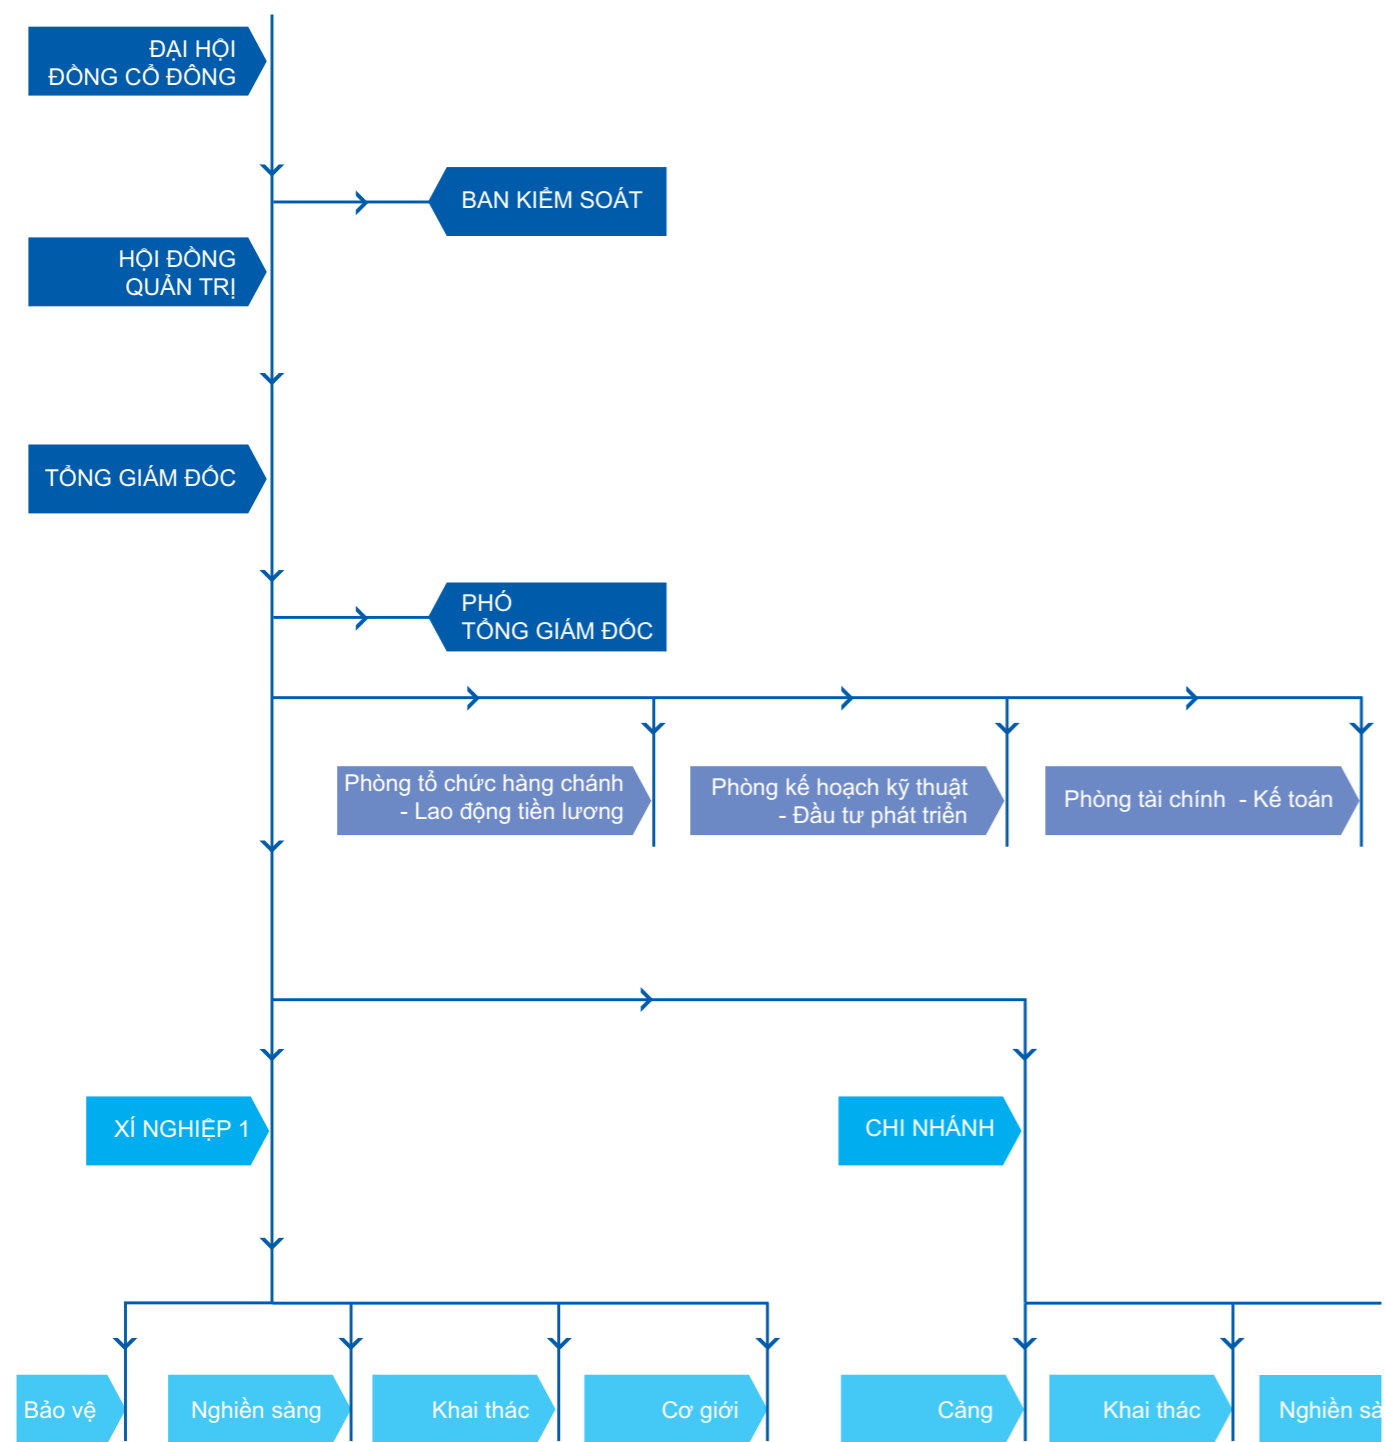 ĐẠI HỘI
ĐỒNG CỔ ĐÔNG
BAN KIỂM SOÁT
HỘI ĐỒNG
QUẢN TRỊ
TỔNG GIÁM ĐỐC
PHÓ
TỔNG GIÁM ĐỐC
Phòng tổ chức hàng chánh
- Lao động tiền lương
Phòng kế hoạch kỹ thuật
- Đầu tư phát triển
Phòng tài chính - Kế toán
XÍ NGHIỆP 1
CHI NHÁNH
Bảo vệ
Nghiền sàng
Khai thác
Cơ giới
Cảng
Khai thác
Nghiền